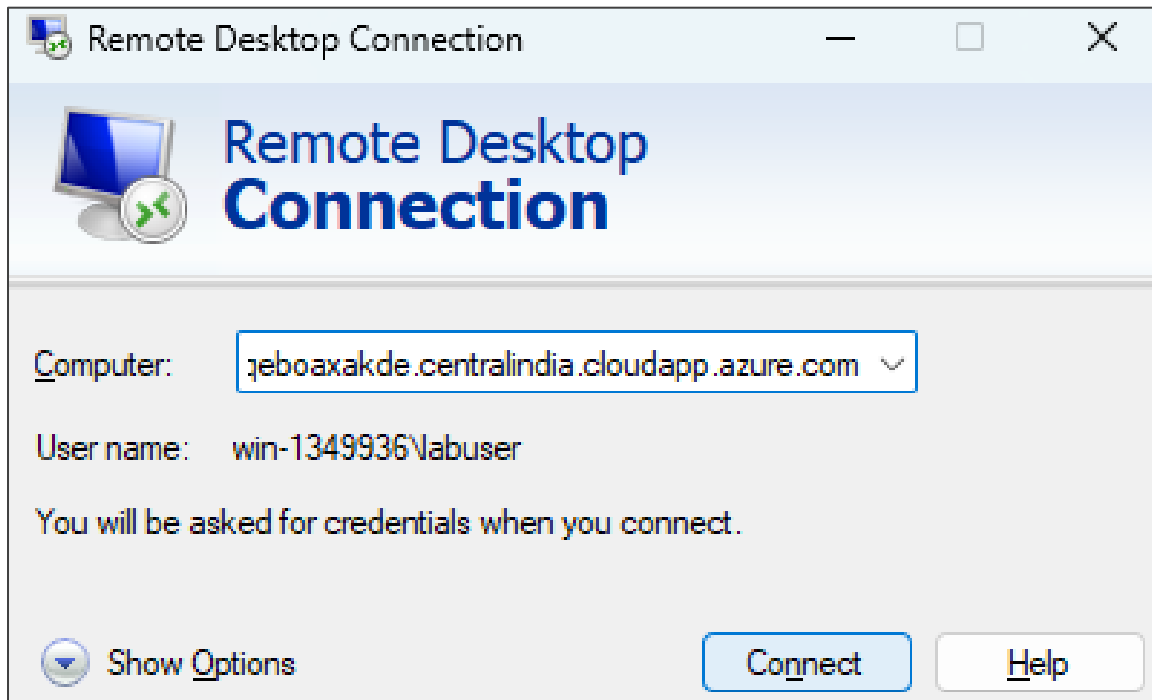 Remote Desktop Connection
Remote Desktop
Connection
Computer:
qeboaxakde.centralindia.cloudapp.azure.com
User name: win-1349936\labuser
You will be asked for credentials when you connect.
Show Options
Connect
Help